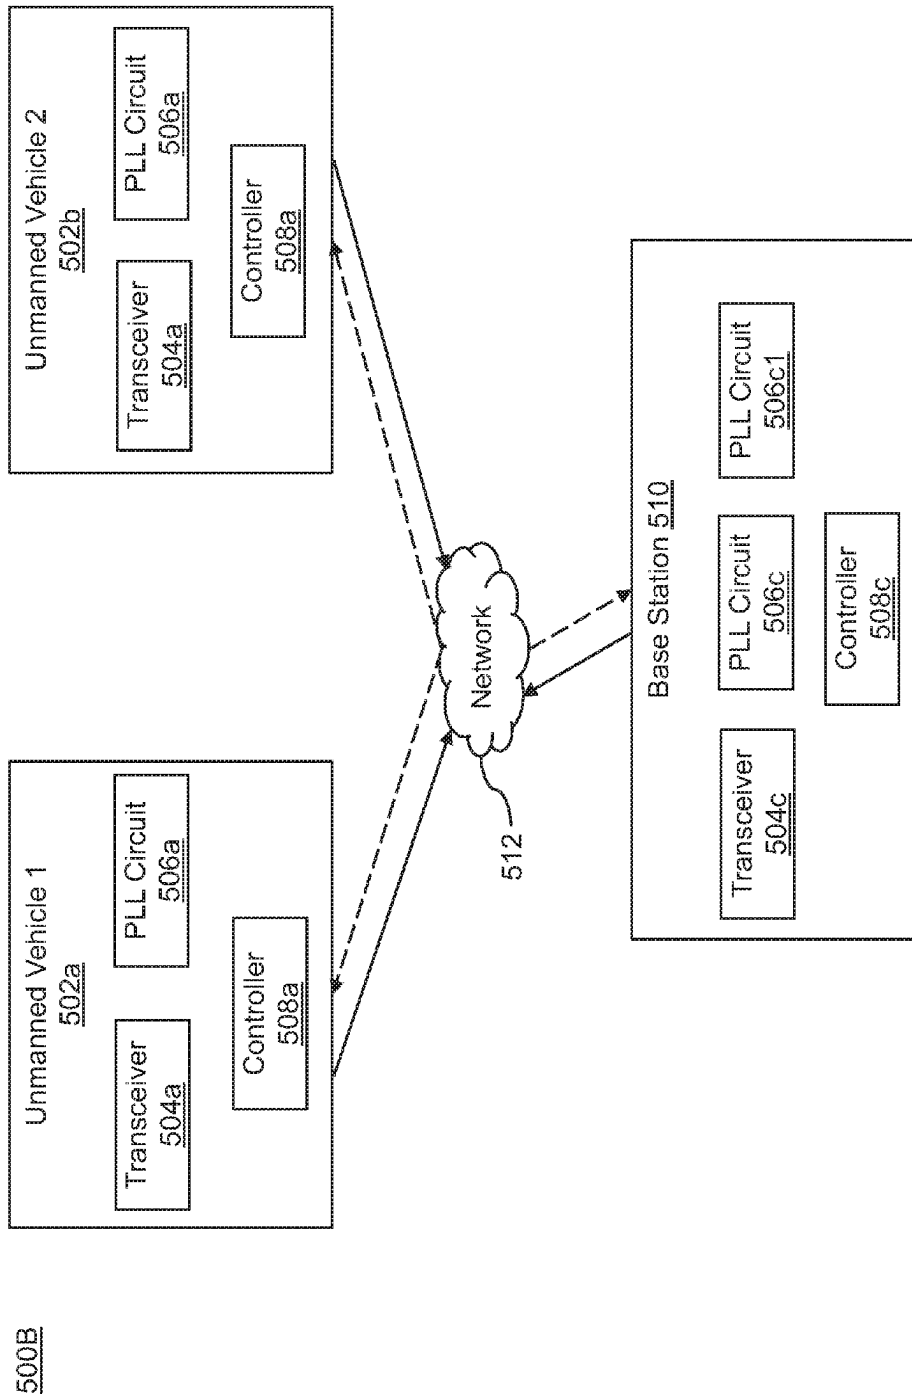 500B
Unmanned Vehicle 1
502a
Transceiver
504a
PLL Circuit
506a
Controller
508a
Unmanned Vehicle 2
502b
Transceiver
504a
PLL Circuit
506a
Controller
508a
Network
512
Base Station 510
Transceiver
504c
PLL Circuit
506c
PLL Circuit
506c1
Controller
508c